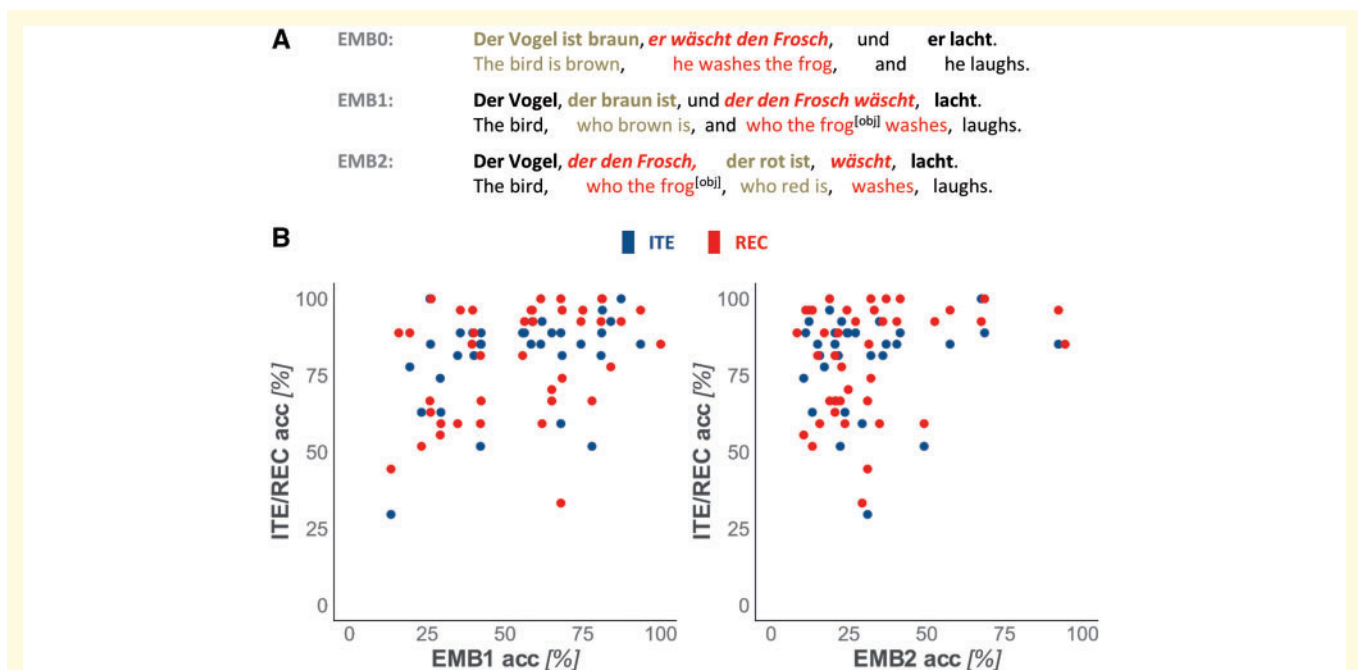 A
EMB0: Der Vogel ist braun, er wäscht den Frosch, und er lacht.
The bird is brown, he washes the frog, and he laughs.
EMB1: Der Vogel, der braun ist, und der den Frosch wäscht, lacht.
The bird, who brown is, and who the frog[obj] washes, laughs.
EMB2: Der Vogel, der den Frosch, der rot ist, wäscht, lacht.
The bird, who the frog[obj], who red is, washes, laughs.
B
ITE REC
ITE/REC acc [%]
100
75
50
25
0
0 25 50 75 100
EMB1 acc [%]
ITE/REC acc [%]
100
75
50
25
0
0 25 50 75 100
EMB2 acc [%]